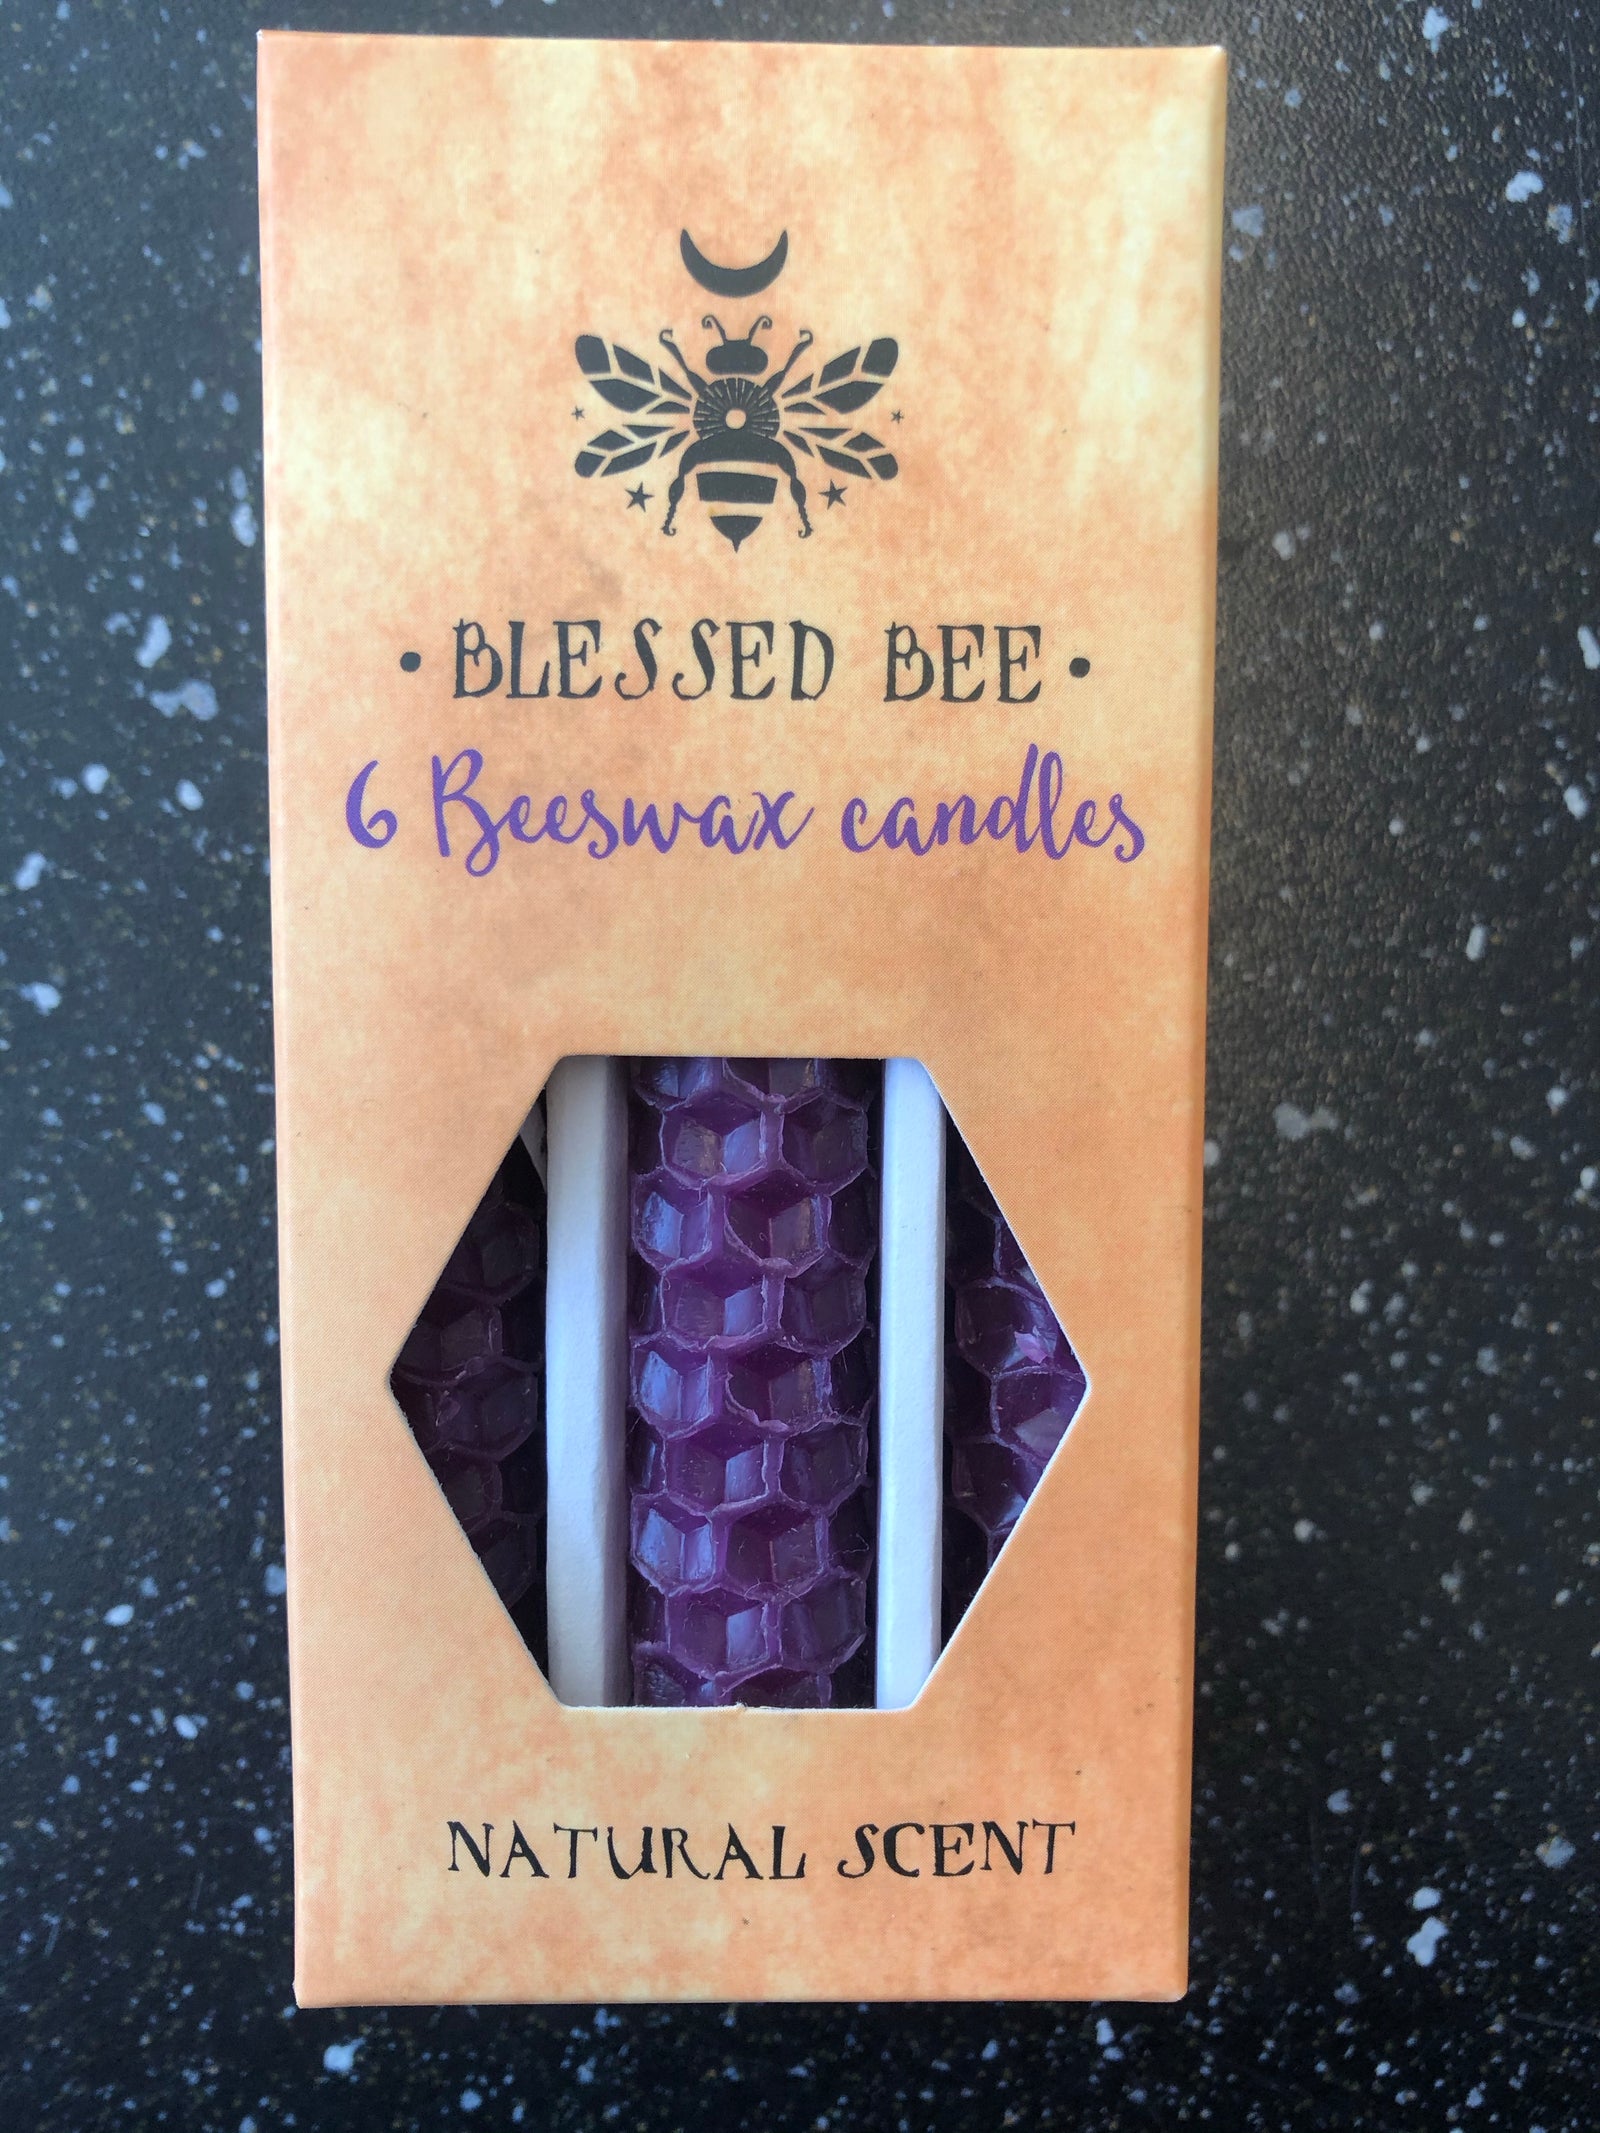 • BLESSED BEE •
6 Beeswax candles
NATURAL SCENT